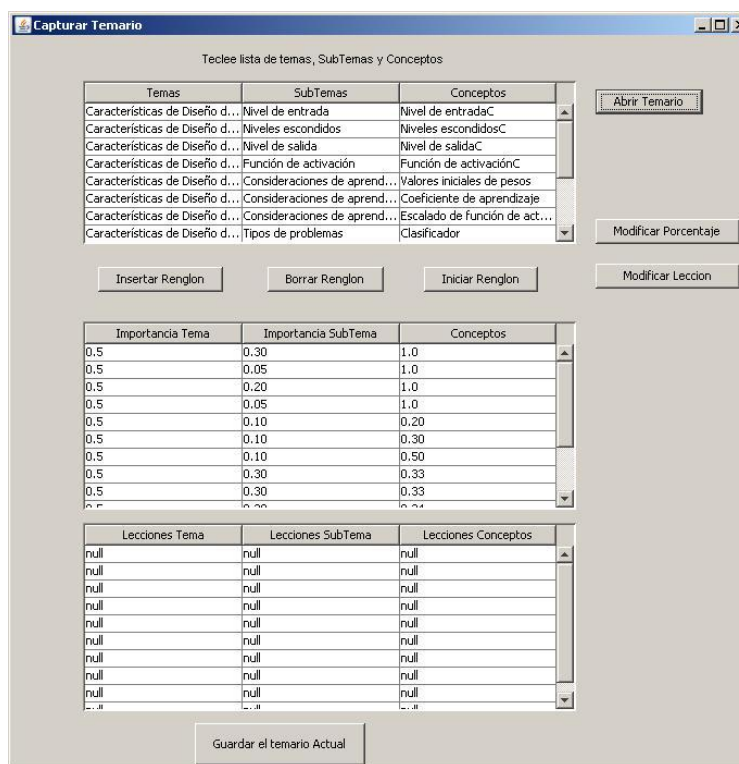 Capturar Temario
Teclee lista de temas, SubTemas y Conceptos
Temas SubTemas Conceptos
Características de Diseño d... Nivel de entrada Nivel de entradaC
Características de Diseño d... Niveles escondidos Niveles escondidosC
Características de Diseño d... Nivel de salida Nivel de salidaC
Características de Diseño d... Función de activación Función de activaciónC
Características de Diseño d... Consideraciones de aprend... Valores iniciales de pesos
Características de Diseño d... Consideraciones de aprend... Coeficiente de aprendizaje
Características de Diseño d... Consideraciones de aprend... Escalado de función de act...
Características de Diseño d... Tipos de problemas Clasificador
Abrir Temario
Modificar Porcentaje
Insertar Renglon Borrar Renglon Iniciar Renglon Modificar Leccion
Importancia Tema Importancia SubTema Conceptos
0.5 0.30 1.0
0.5 0.05 1.0
0.5 0.20 1.0
0.5 0.05 1.0
0.5 0.10 0.20
0.5 0.10 0.30
0.5 0.10 0.50
0.5 0.30 0.33
0.5 0.30 0.33
Lecciones Tema Lecciones SubTema Lecciones Conceptos
null null null
null null null
null null null
null null null
null null null
null null null
null null null
null null null
null null null
Guardar el temario Actual